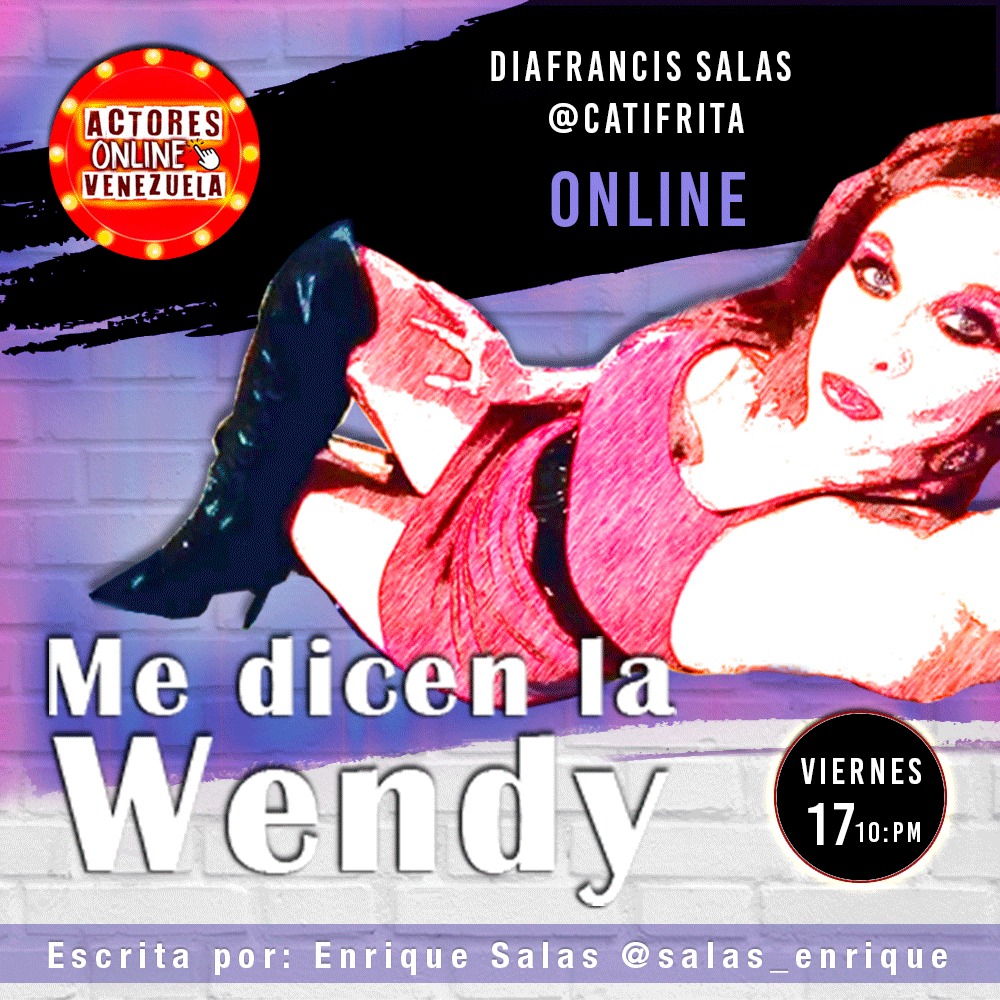 ACTORES
ONLINE
VENEZUELA
DIAFRANCIS SALAS
@CATIFRITA
ONLINE
Me dicen la
Wendy
VIERNES
17 10:PM
Escrita por: Enrique Salas @salas_enrique